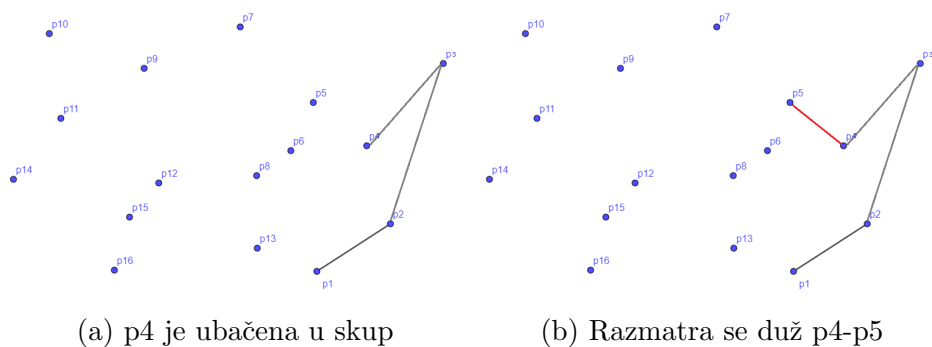 p10
p7
p3
p9
p5
p11
p4
p6
p14
p12
p8
p15
p2
p13
p16
p1
(a) p4 je ubačena u skup
p10
p7
p3
p9
p5
p11
p4
p6
p14
p12
p8
p15
p2
p13
p16
p1
(b) Razmatra se duž p4-p5